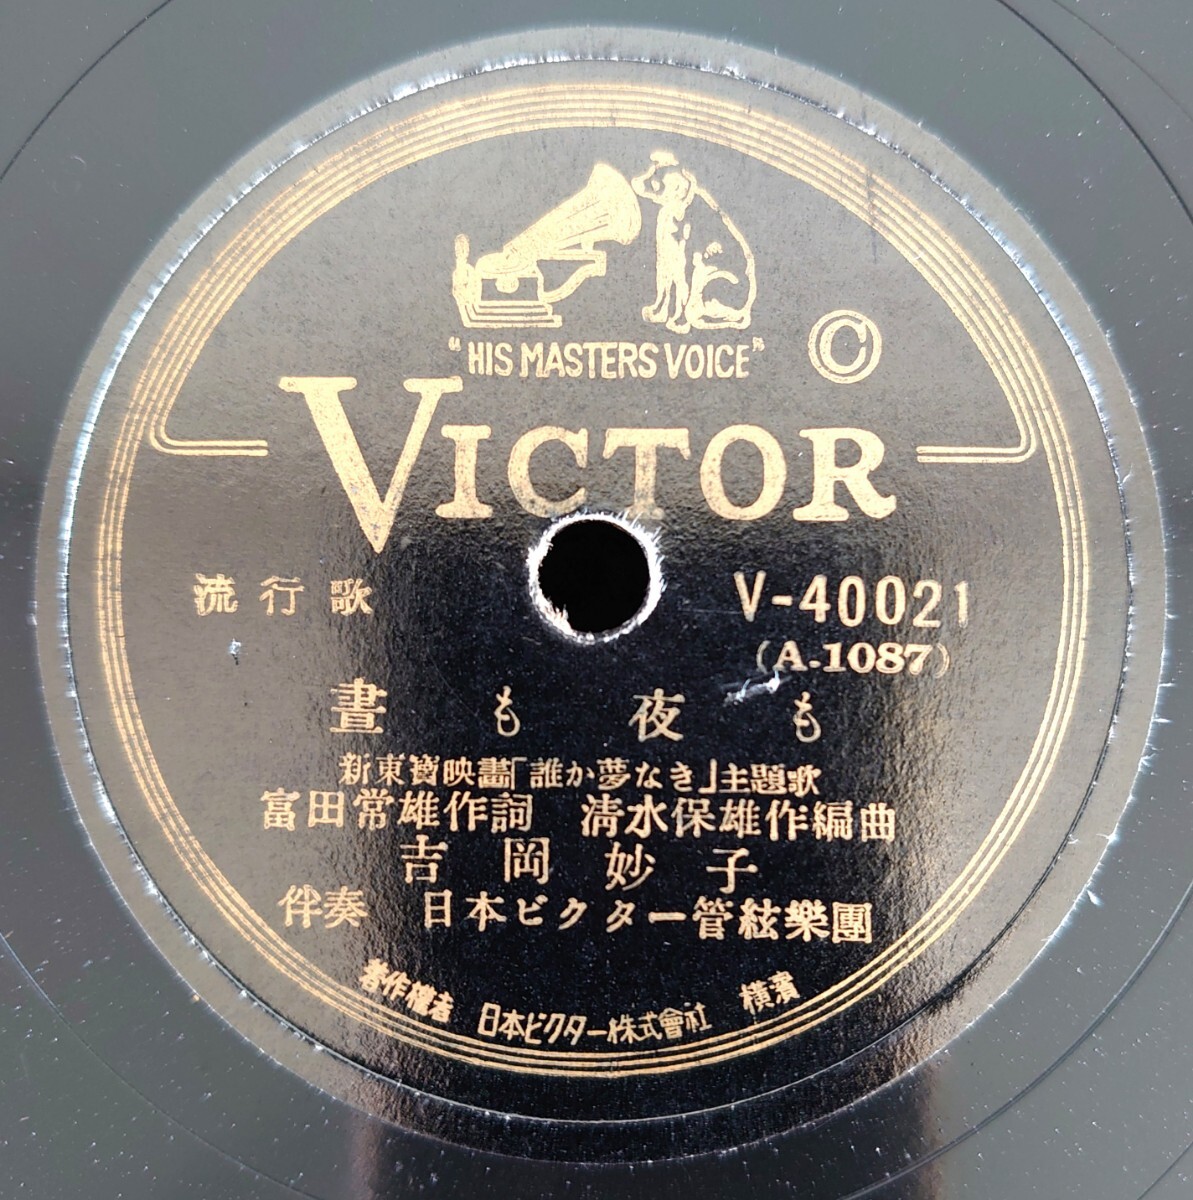 "HIS MASTERS VOICE"
Ⓒ
VICTOR
流行歌
V-40021
(A-1087)
晝も夜も
新東寶映畫「誰か夢なき」主題歌
富田常雄作詞 清水保雄作編曲
吉岡妙子
伴奏 日本ビクター管絃樂團
著作權者 日本ビクター株式會社 横濱